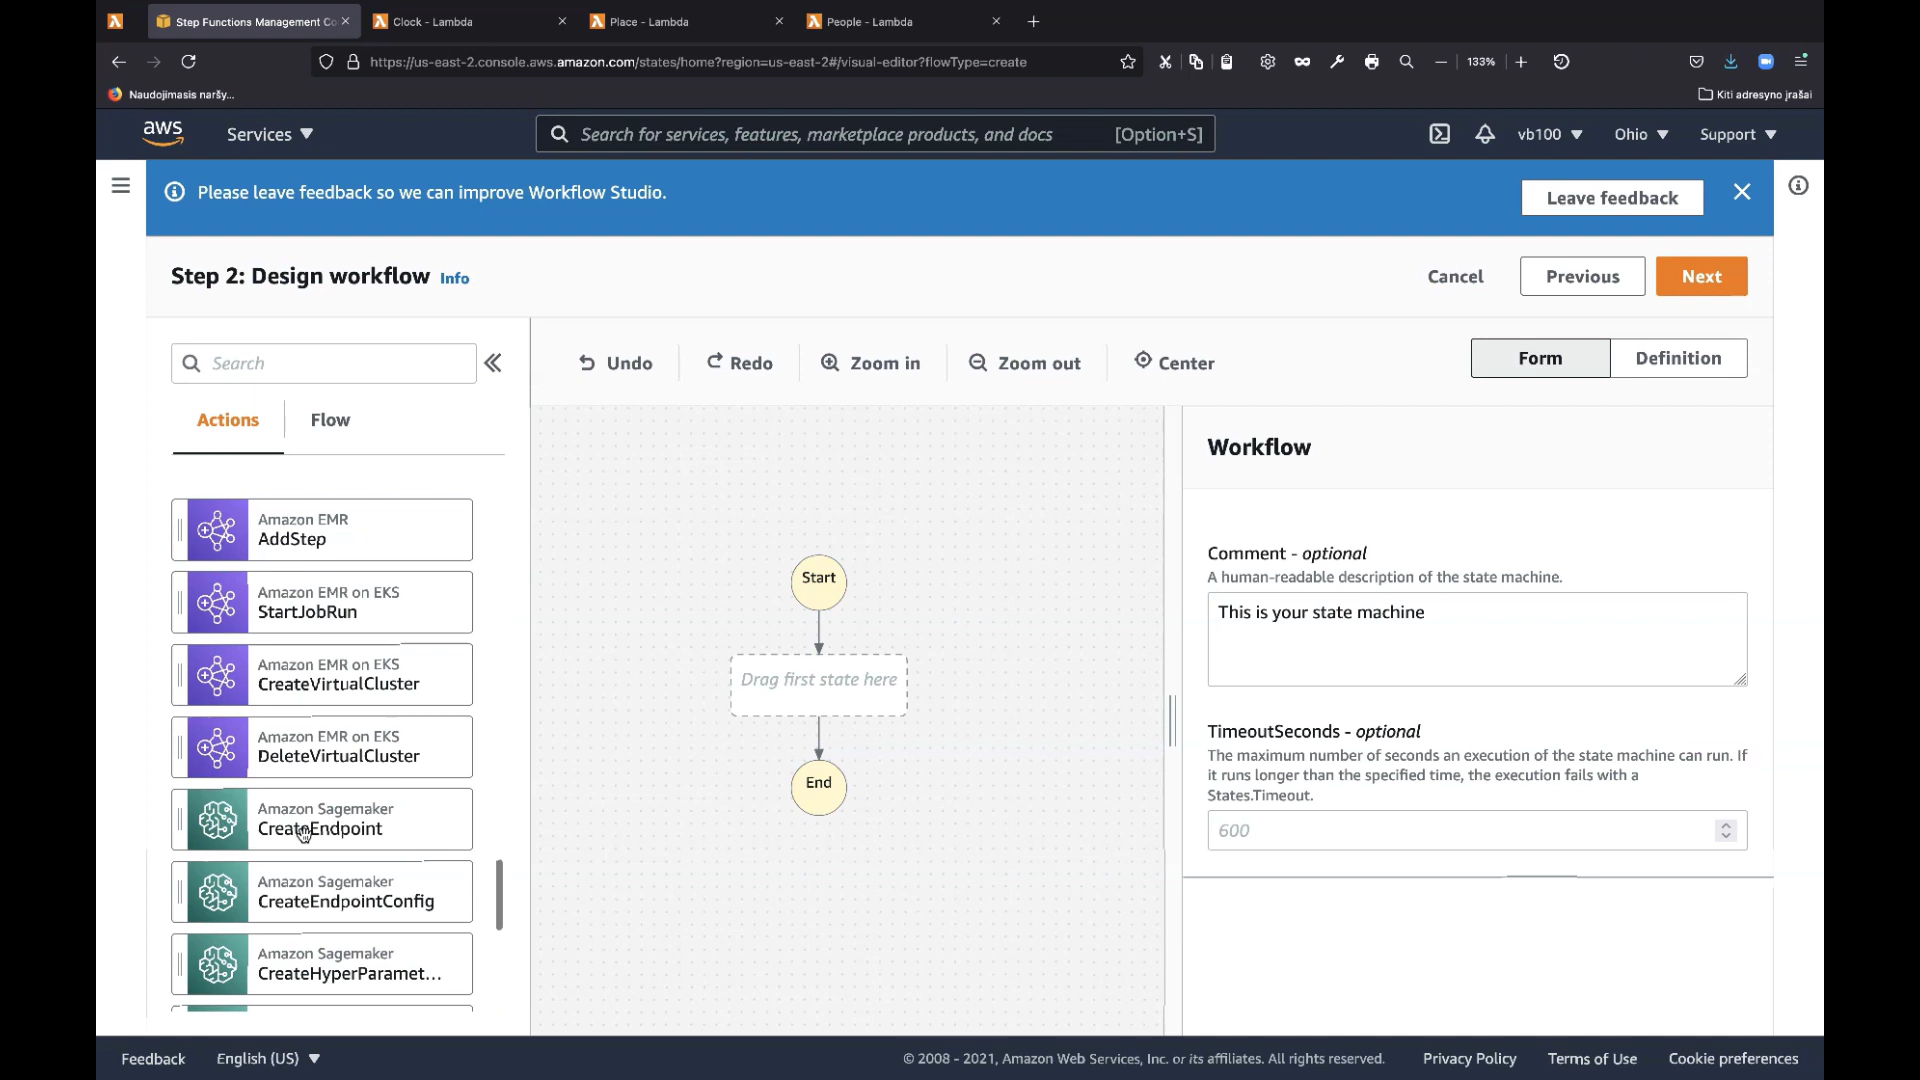 Step Functions Management Co
Clock - Lambda
Place - Lambda
People - Lambda
https://us-east-2.console.aws.amazon.com/states/home?region=us-east-2#/visual-editor?flowType=create
133%
Naudojimasis naršy...
Kiti adresyno įrašai
aws
Services
Search for services, features, marketplace products, and docs
[Option+S]
vb100
Ohio
Support
Please leave feedback so we can improve Workflow Studio.
Leave feedback
Step 2: Design workflow
Info
Cancel
Previous
Next
Search
Undo
Redo
Zoom in
Zoom out
Center
Form
Definition
Actions
Flow
Amazon EMR
AddStep
Amazon EMR on EKS
StartJobRun
Amazon EMR on EKS
CreateVirtualCluster
Amazon EMR on EKS
DeleteVirtualCluster
Amazon Sagemaker
CreateEndpoint
Amazon Sagemaker
CreateEndpointConfig
Amazon Sagemaker
CreateHyperParamet...
Start
Drag first state here
End
Workflow
Comment - optional
A human-readable description of the state machine.
This is your state machine
TimeoutSeconds - optional
The maximum number of seconds an execution of the state machine can run. If
it runs longer than the specified time, the execution fails with a
States.Timeout.
600
Feedback
English (US)
© 2008 - 2021, Amazon Web Services, Inc. or its affiliates. All rights reserved.
Privacy Policy
Terms of Use
Cookie preferences